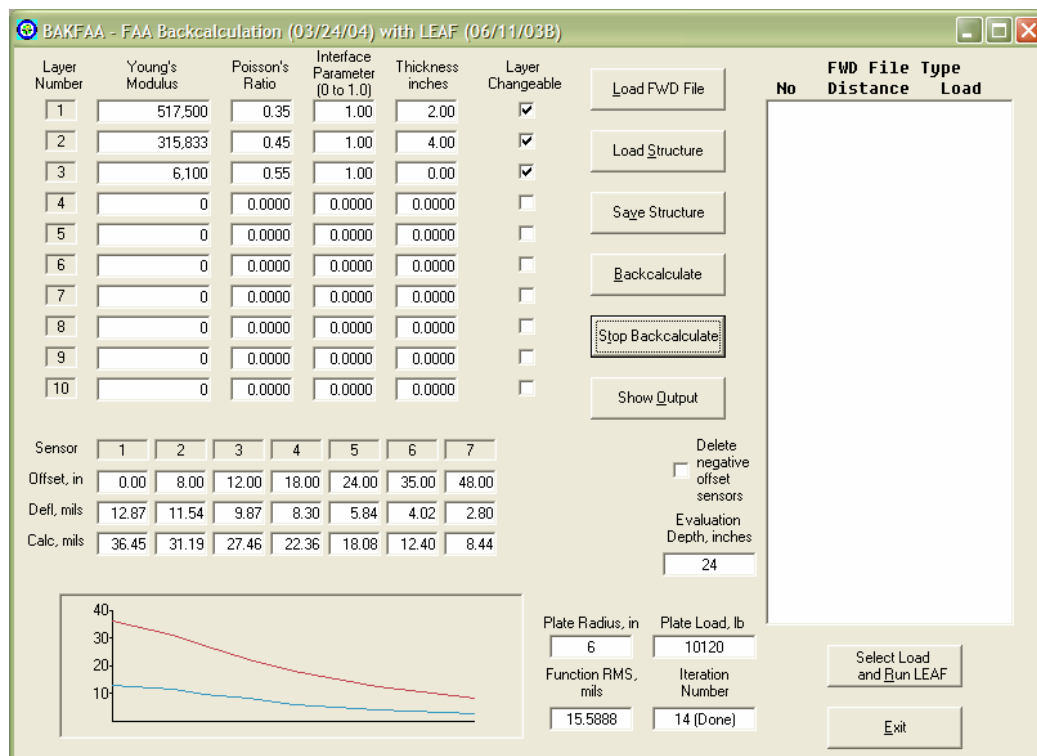 BAKFAA - FAA Backcalculation (03/24/04) with LEAF (06/11/03B)
Layer Number Young's Modulus Poisson's Ratio Interface Parameter (0 to 1.0) Thickness inches Layer Changeable
1 517,500 0.35 1.00 2.00
2 315,833 0.45 1.00 4.00
3 6,100 0.55 1.00 0.00
4 0 0.0000 0.0000 0.0000
5 0 0.0000 0.0000 0.0000
6 0 0.0000 0.0000 0.0000
7 0 0.0000 0.0000 0.0000
8 0 0.0000 0.0000 0.0000
9 0 0.0000 0.0000 0.0000
10 0 0.0000 0.0000 0.0000
Load FWD File
Load Structure
Save Structure
Backcalculate
Stop Backcalculate
Show Output
FWD File Type
No Distance Load
Sensor 1 2 3 4 5 6 7
Offset, in 0.00 8.00 12.00 18.00 24.00 35.00 48.00
Defl, mils 12.87 11.54 9.87 8.30 5.84 4.02 2.80
Calc, mils 36.45 31.19 27.46 22.36 18.08 12.40 8.44
Delete
negative
offset
sensors
Evaluation
Depth, inches
24
40
30
20
10
Plate Radius, in Plate Load, lb
6 10120
Function RMS, mils Iteration Number
15.5888 14 (Done)
Select Load
and Run LEAF
Exit